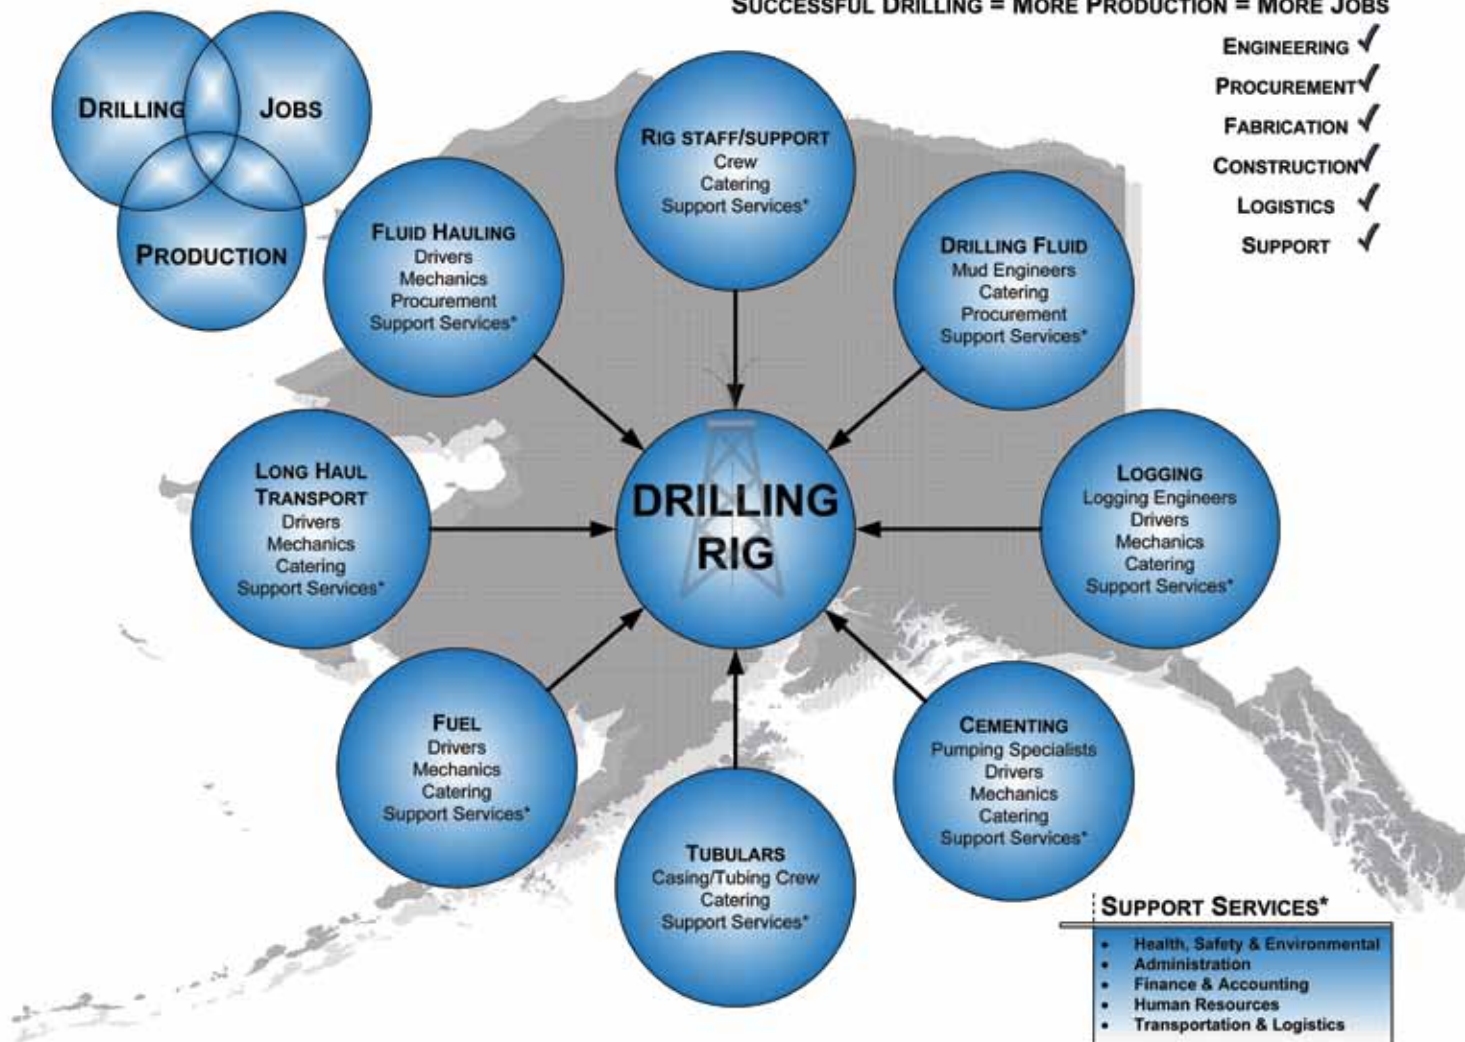 SUCCESSFUL DRILLING = MORE PRODUCTION = MORE JOBS
ENGINEERING ✓
PROCUREMENT ✓
FABRICATION ✓
CONSTRUCTION ✓
LOGISTICS ✓
SUPPORT ✓
DRILLING
JOBS
PRODUCTION
RIG STAFF/SUPPORT
Crew
Catering
Support Services*
FLUID HAULING
Drivers
Mechanics
Procurement
Support Services*
DRILLING FLUID
Mud Engineers
Catering
Procurement
Support Services*
LONG HAUL
TRANSPORT
Drivers
Mechanics
Catering
Support Services*
DRILLING
RIG
LOGGING
Logging Engineers
Drivers
Mechanics
Catering
Support Services*
FUEL
Drivers
Mechanics
Catering
Support Services*
TUBULARS
Casing/Tubing Crew
Catering
Support Services*
CEMENTING
Pumping Specialists
Drivers
Mechanics
Catering
Support Services*
SUPPORT SERVICES*
• Health, Safety & Environmental
• Administration
• Finance & Accounting
• Human Resources
• Transportation & Logistics